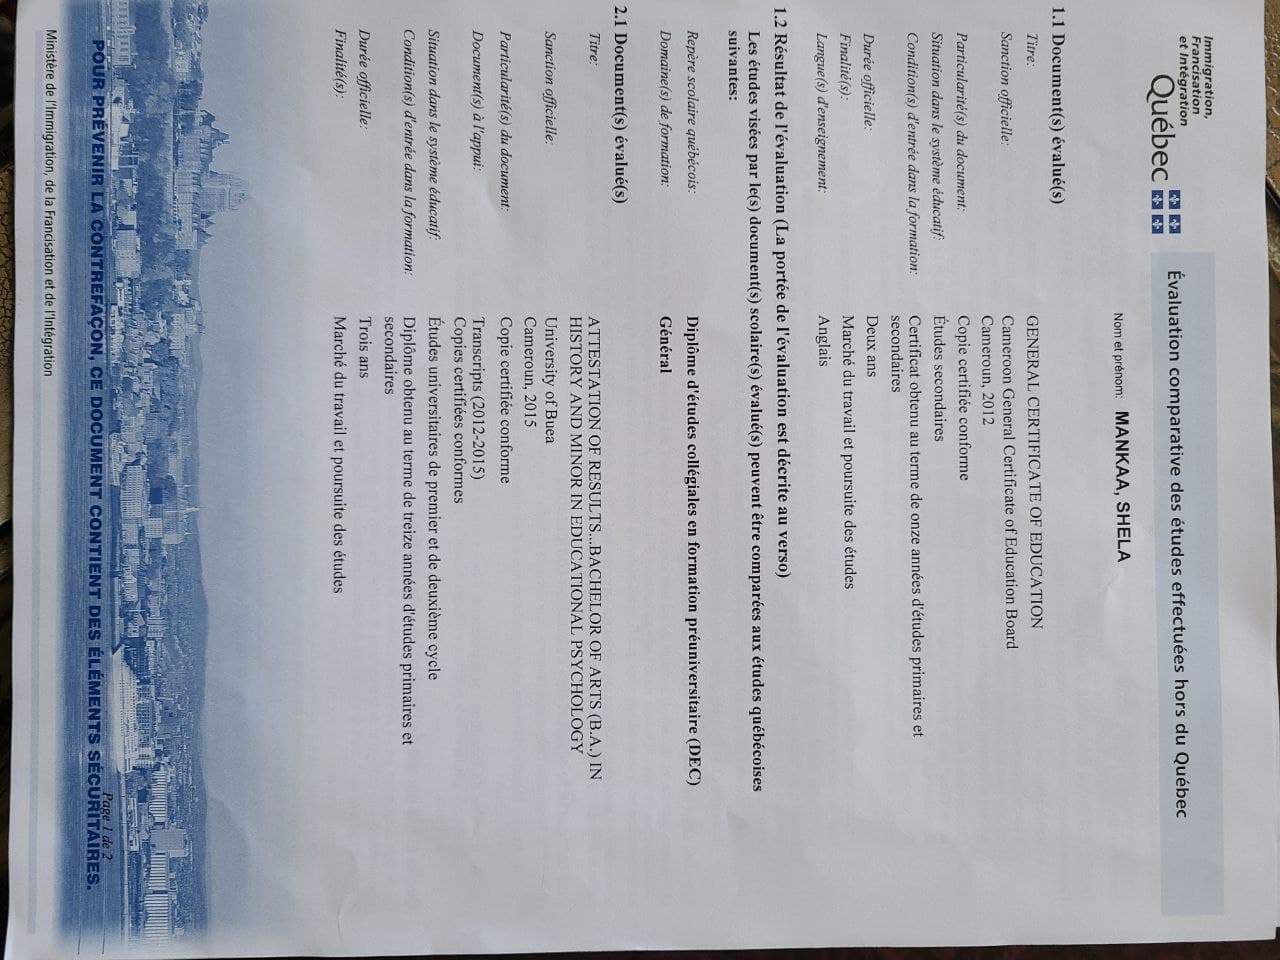 Immigration,
Francisation
et Intégration
Québec
Évaluation comparative des études effectuées hors du Québec
Nom et prénom: MANKAA, SHELA
1.1 Document(s) évalué(s)
Titre: GENERAL CERTIFICATE OF EDUCATION
Sanction officielle: Cameroon General Certificate of Education Board
Cameroun, 2012
Particularité(s) du document: Copie certifiée conforme
Situation dans le système éducatif: Études secondaires
Condition(s) d'entrée dans la formation: Certificat obtenu au terme de onze années d'études primaires et
secondaires
Durée officielle: Deux ans
Finalité(s): Marché du travail et poursuite des études
Langue(s) d'enseignement: Anglais
1.2 Résultat de l'évaluation (La portée de l'évaluation est décrite au verso)
Les études visées par le(s) document(s) scolaire(s) évalué(s) peuvent être comparées aux études québécoises
suivantes:
Repère scolaire québécois: Diplôme d'études collégiales en formation préuniversitaire (DEC)
Domaine(s) de formation: Général
2.1 Document(s) évalué(s)
Titre: ATTESTATION OF RESULTS...BACHELOR OF ARTS (B.A.) IN
HISTORY AND MINOR IN EDUCATIONAL PSYCHOLOGY
Sanction officielle: University of Buea
Cameroun, 2015
Particularité(s) du document: Copie certifiée conforme
Document(s) à l'appui: Transcripts (2012-2015)
Copies certifiées conformes
Situation dans le système éducatif: Études universitaires de premier et de deuxième cycle
Condition(s) d'entrée dans la formation: Diplôme obtenu au terme de treize années d'études primaires et
secondaires
Durée officielle: Trois ans
Finalité(s): Marché du travail et poursuite des études
Page 1 de 2
POUR PRÉVENIR LA CONTREFAÇON, CE DOCUMENT CONTIENT DES ÉLÉMENTS SÉCURITAIRES.
Ministère de l'Immigration, de la Francisation et de l'Intégration